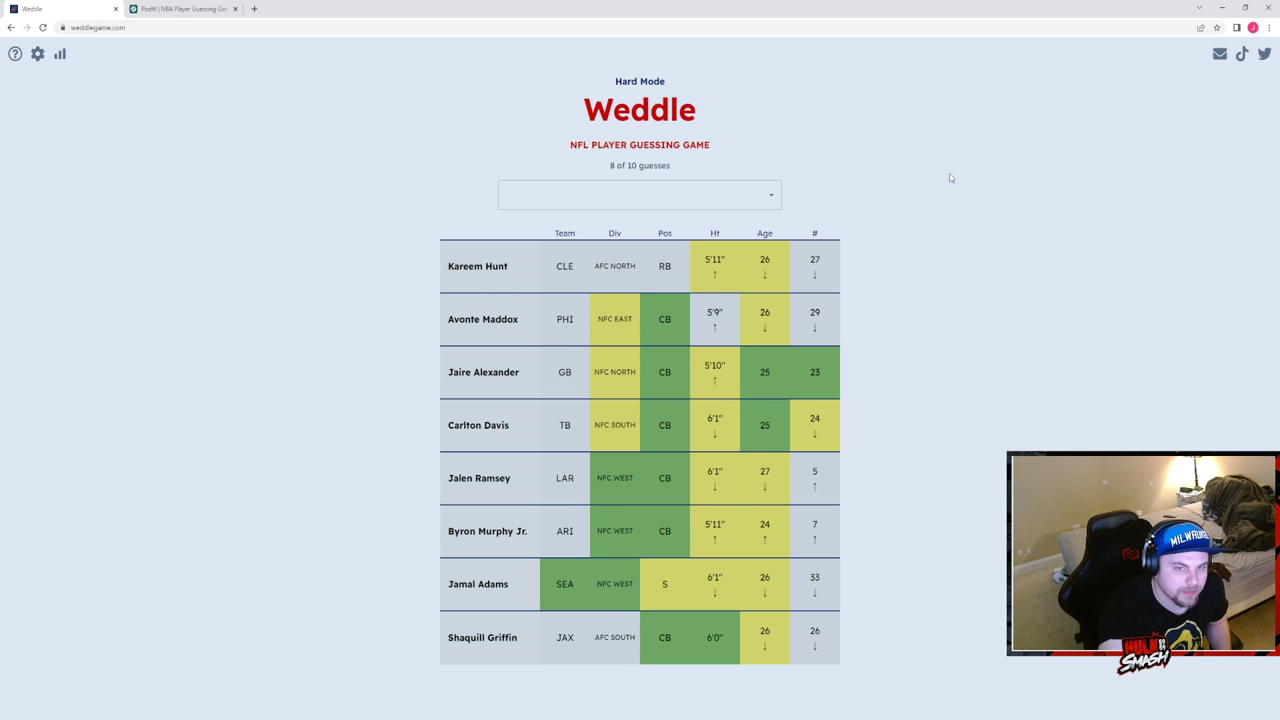 Weddle
Poeltl | NBA Player Guessing Ga
weddlegame.com
J
Hard Mode
Weddle
NFL PLAYER GUESSING GAME
8 of 10 guesses
Team Div Pos Ht Age #
Kareem Hunt CLE AFC NORTH RB 5'11" ↑ 26 ↓ 27 ↓
Avonte Maddox PHI NFC EAST CB 5'9" ↑ 26 ↓ 29 ↓
Jaire Alexander GB NFC NORTH CB 5'10" ↑ 25 23
Carlton Davis TB NFC SOUTH CB 6'1" ↓ 25 24 ↓
Jalen Ramsey LAR NFC WEST CB 6'1" ↓ 27 ↓ 5 ↑
Byron Murphy Jr. ARI NFC WEST CB 5'11" ↑ 24 ↑ 7 ↑
Jamal Adams SEA NFC WEST S 6'1" ↓ 26 ↓ 33 ↓
Shaquill Griffin JAX AFC SOUTH CB 6'0" 26 ↓ 26 ↓
MILWAUKEE
HULK
SMASH